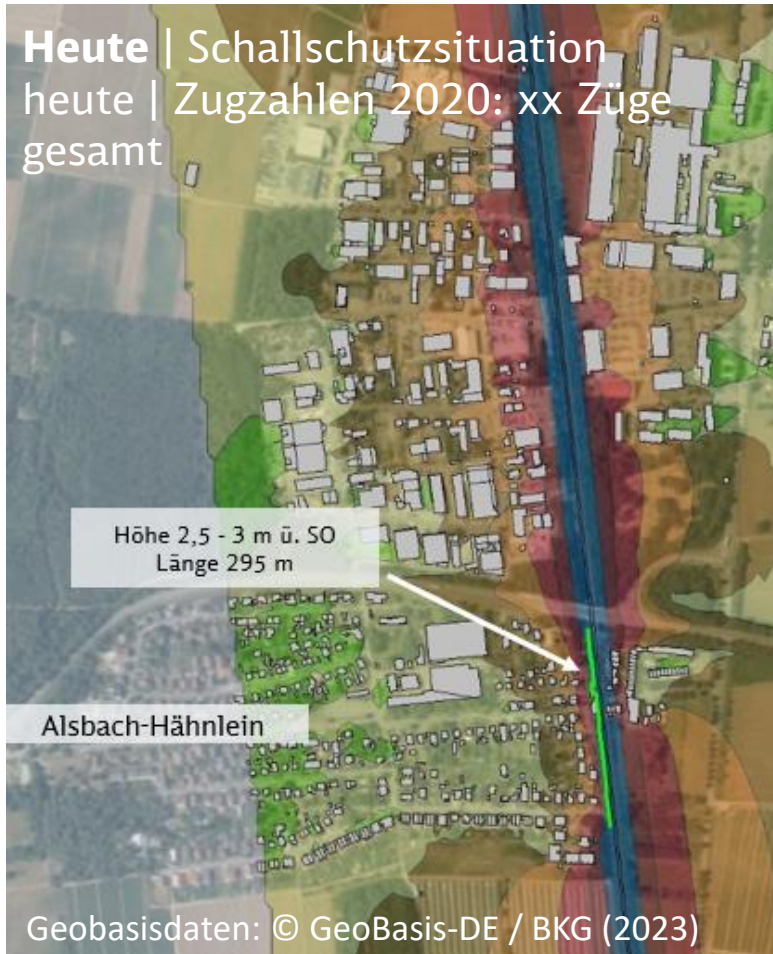 Heute | Schallschutzsituation
heute | Zugzahlen 2020: xx Züge
gesamt
Höhe 2,5 - 3 m ü. SO
Länge 295 m
Alsbach-Hähnlein
Geobasisdaten: © GeoBasis-DE / BKG (2023)